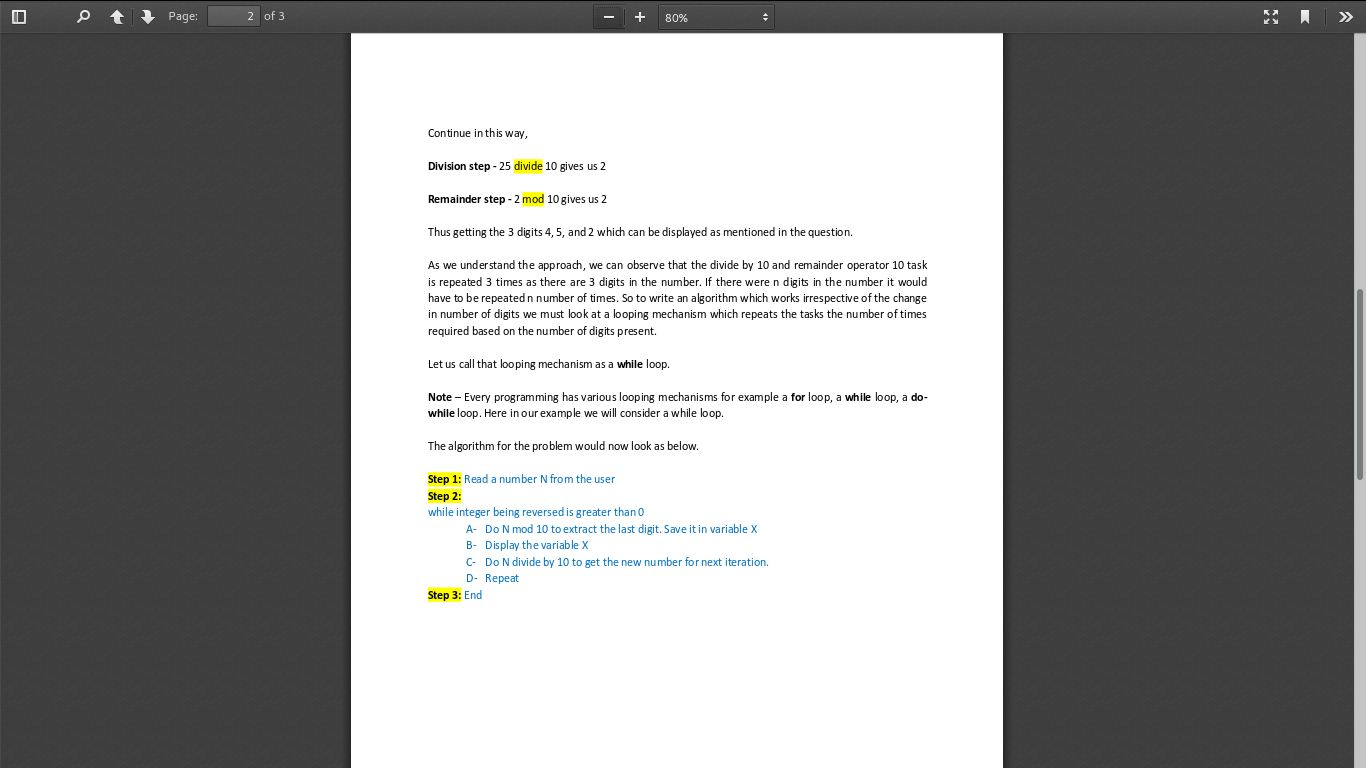 Page: 2 of 3 80%
Continue in this way,
Division step - 25 divide 10 gives us 2
Remainder step - 2 mod 10 gives us 2
Thus getting the 3 digits 4, 5, and 2 which can be displayed as mentioned in the question.
As we understand the approach, we can observe that the divide by 10 and remainder operator 10 task
is repeated 3 times as there are 3 digits in the number. If there were n digits in the number it would
have to be repeated n number of times. So to write an algorithm which works irrespective of the change
in number of digits we must look at a looping mechanism which repeats the tasks the number of times
required based on the number of digits present.
Let us call that looping mechanism as a while loop.
Note – Every programming has various looping mechanisms for example a for loop, a while loop, a do-
while loop. Here in our example we will consider a while loop.
The algorithm for the problem would now look as below.
Step 1: Read a number N from the user
Step 2:
while integer being reversed is greater than 0
A- Do N mod 10 to extract the last digit. Save it in variable X
B- Display the variable X
C- Do N divide by 10 to get the new number for next iteration.
D- Repeat
Step 3: End